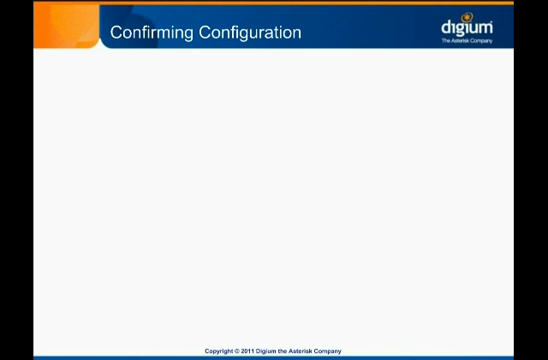 Confirming Configuration
digium
The Asterisk Company
Copyright © 2011 Digium the Asterisk Company